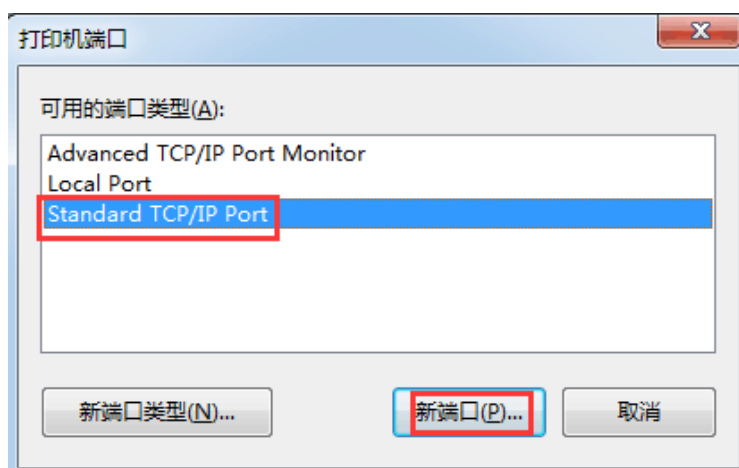 打印机端口
可用的端口类型(A):
Advanced TCP/IP Port Monitor
Local Port
Standard TCP/IP Port
新端口类型(N)... 新端口(P)... 取消